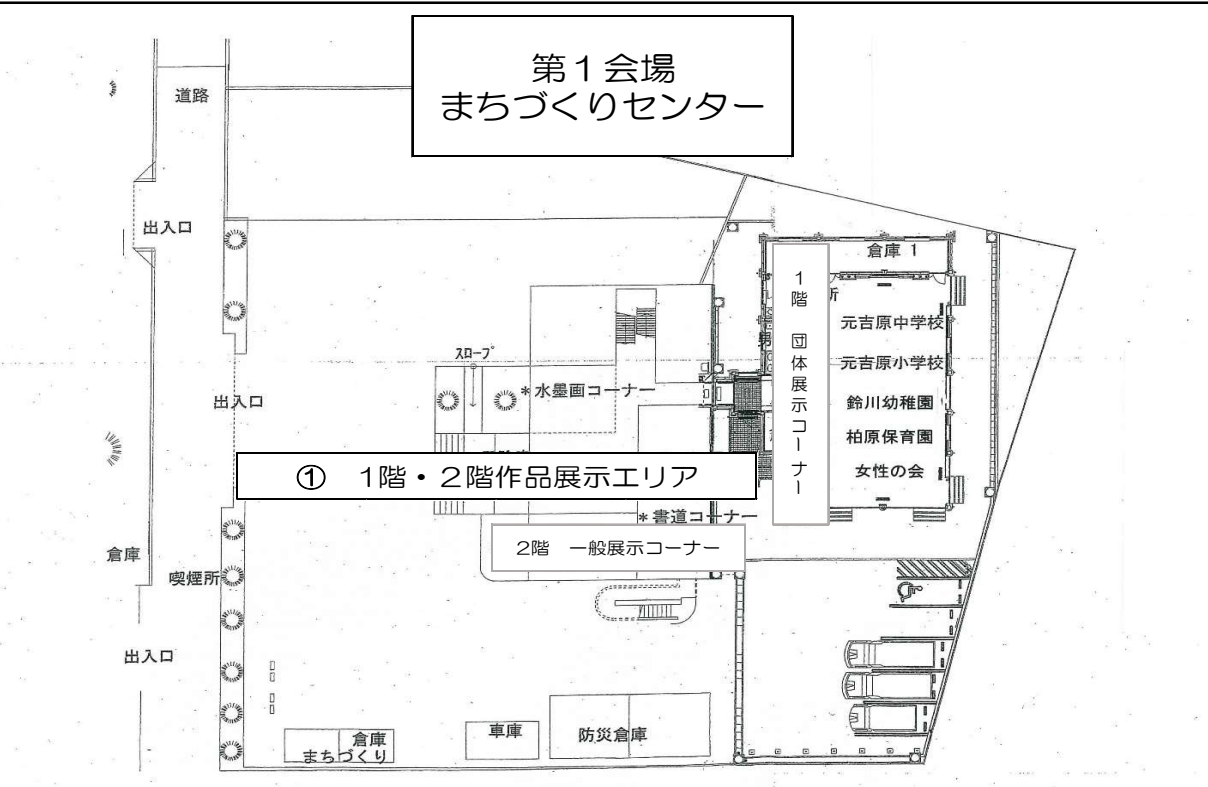 第１会場
まちづくりセンター
道路
出入口
倉庫 1
1階 団体展示コーナー
所
男
元吉原中学校
元吉原小学校
鈴川幼稚園
柏原保育園
女性の会
スロープ
＊水墨画コーナー
出入口
① 1階・２階作品展示エリア
＊書道コーナー
2階 一般展示コーナー
倉庫
喫煙所
出入口
倉庫
まちづくり
車庫
防災倉庫